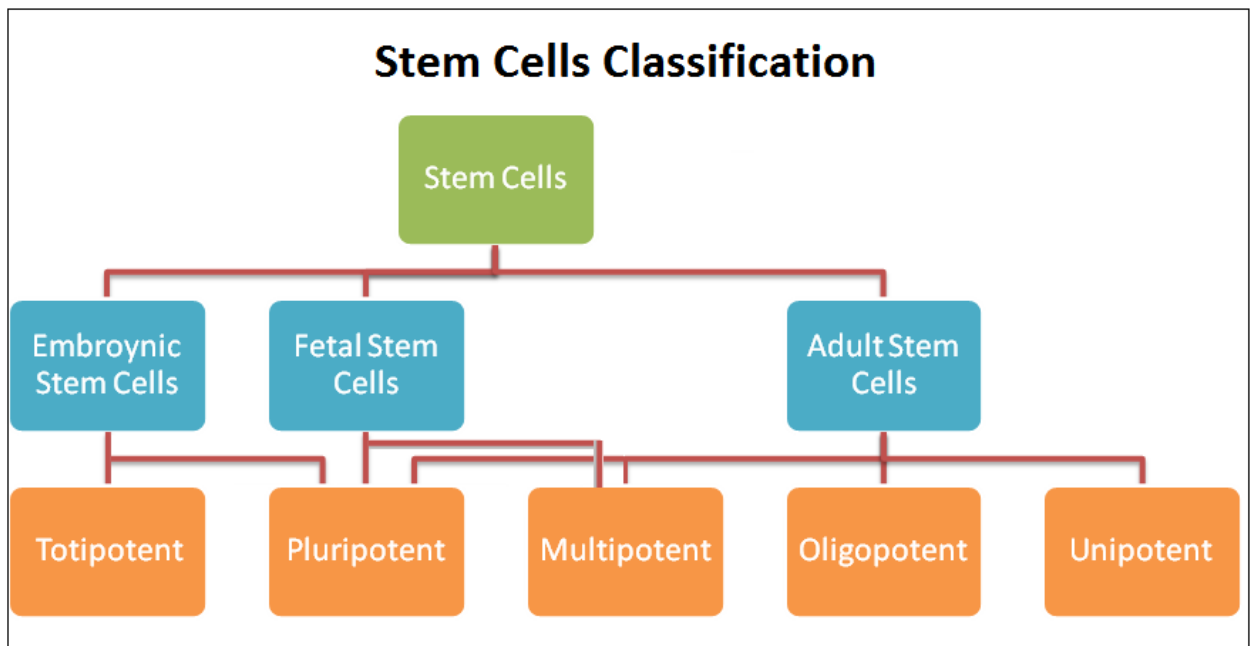 Stem Cells Classification
Stem Cells
Embroynic
Stem Cells
Fetal Stem
Cells
Adult Stem
Cells
Totipotent
Pluripotent
Multipotent
Oligopotent
Unipotent